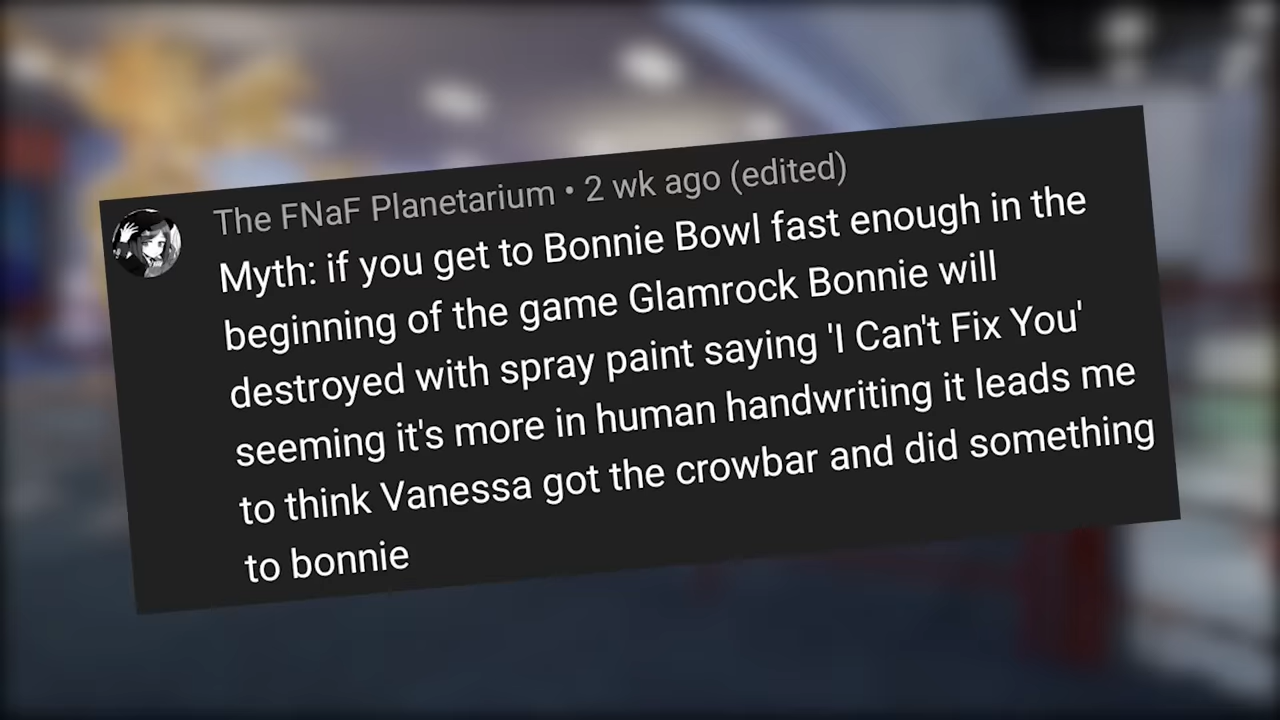 The FNaF Planetarium • 2 wk ago (edited)
Myth: if you get to Bonnie Bowl fast enough in the
beginning of the game Glamrock Bonnie will
destroyed with spray paint saying 'I Can't Fix You'
seeming it's more in human handwriting it leads me
to think Vanessa got the crowbar and did something
to bonnie